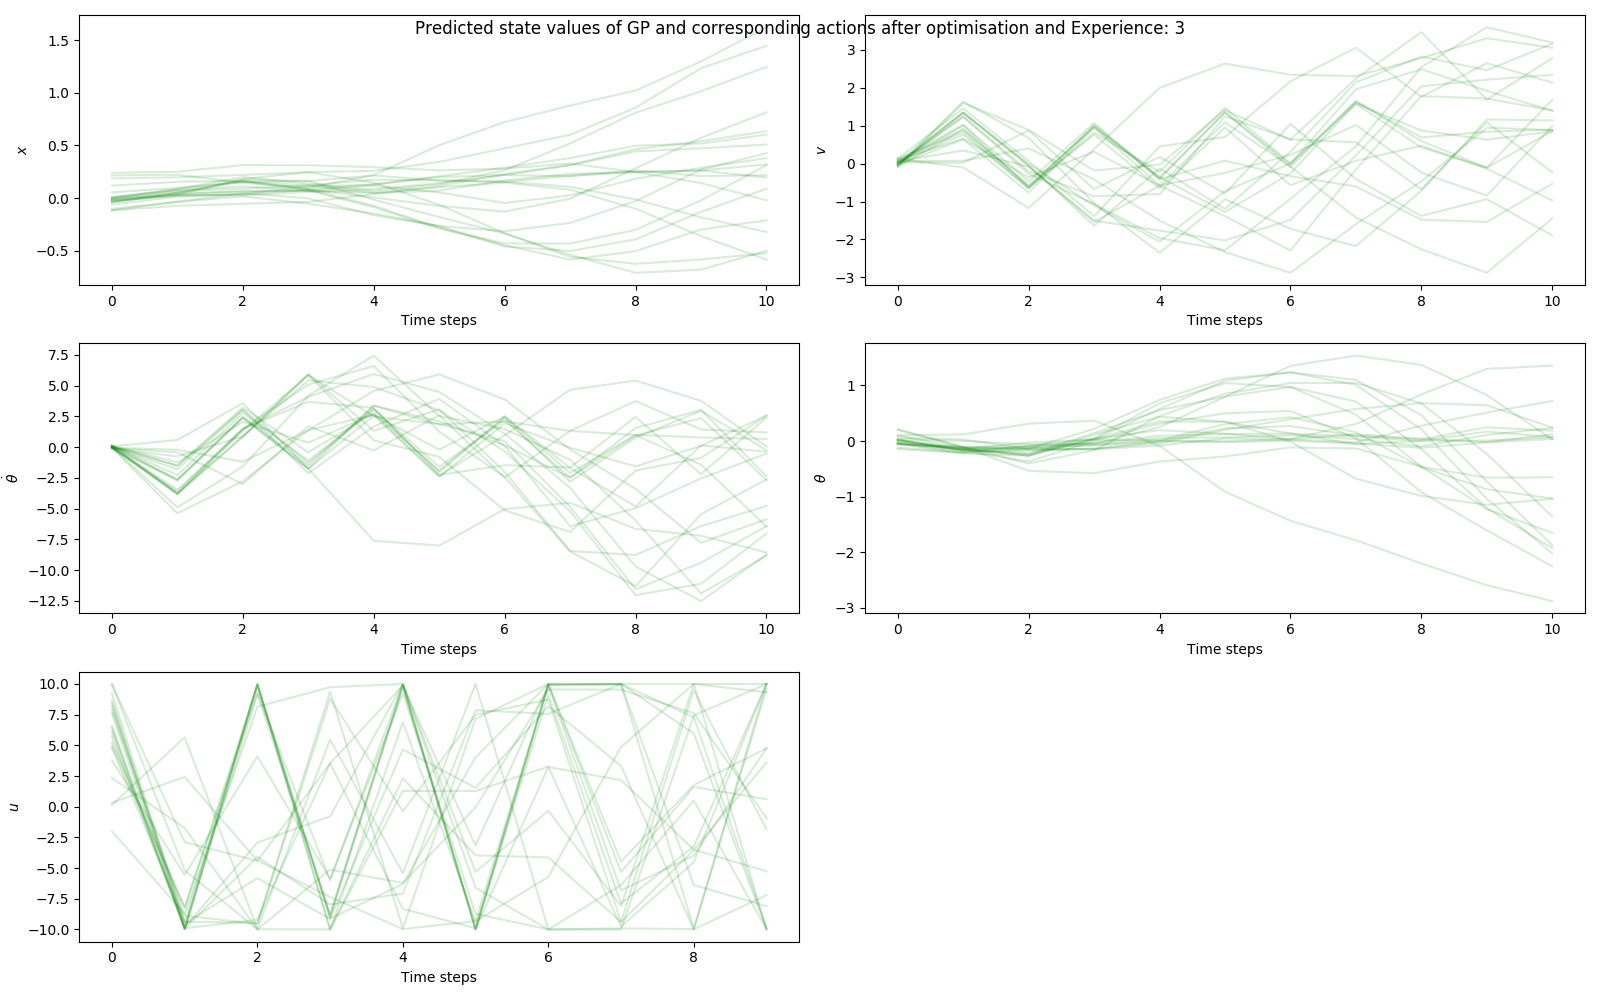 Predicted state values of GP and corresponding actions after optimisation and Experience: 3
1.5
1.0
0.5
0.0
−0.5
x
0 2 4 6 8 10
Time steps
3
2
1
0
−1
−2
−3
v
0 2 4 6 8 10
Time steps
7.5
5.0
2.5
0.0
−2.5
−5.0
−7.5
−10.0
−12.5
θ̇
0 2 4 6 8 10
Time steps
1
0
−1
−2
−3
θ
0 2 4 6 8 10
Time steps
10.0
7.5
5.0
2.5
0.0
−2.5
−5.0
−7.5
−10.0
u
0 2 4 6 8
Time steps